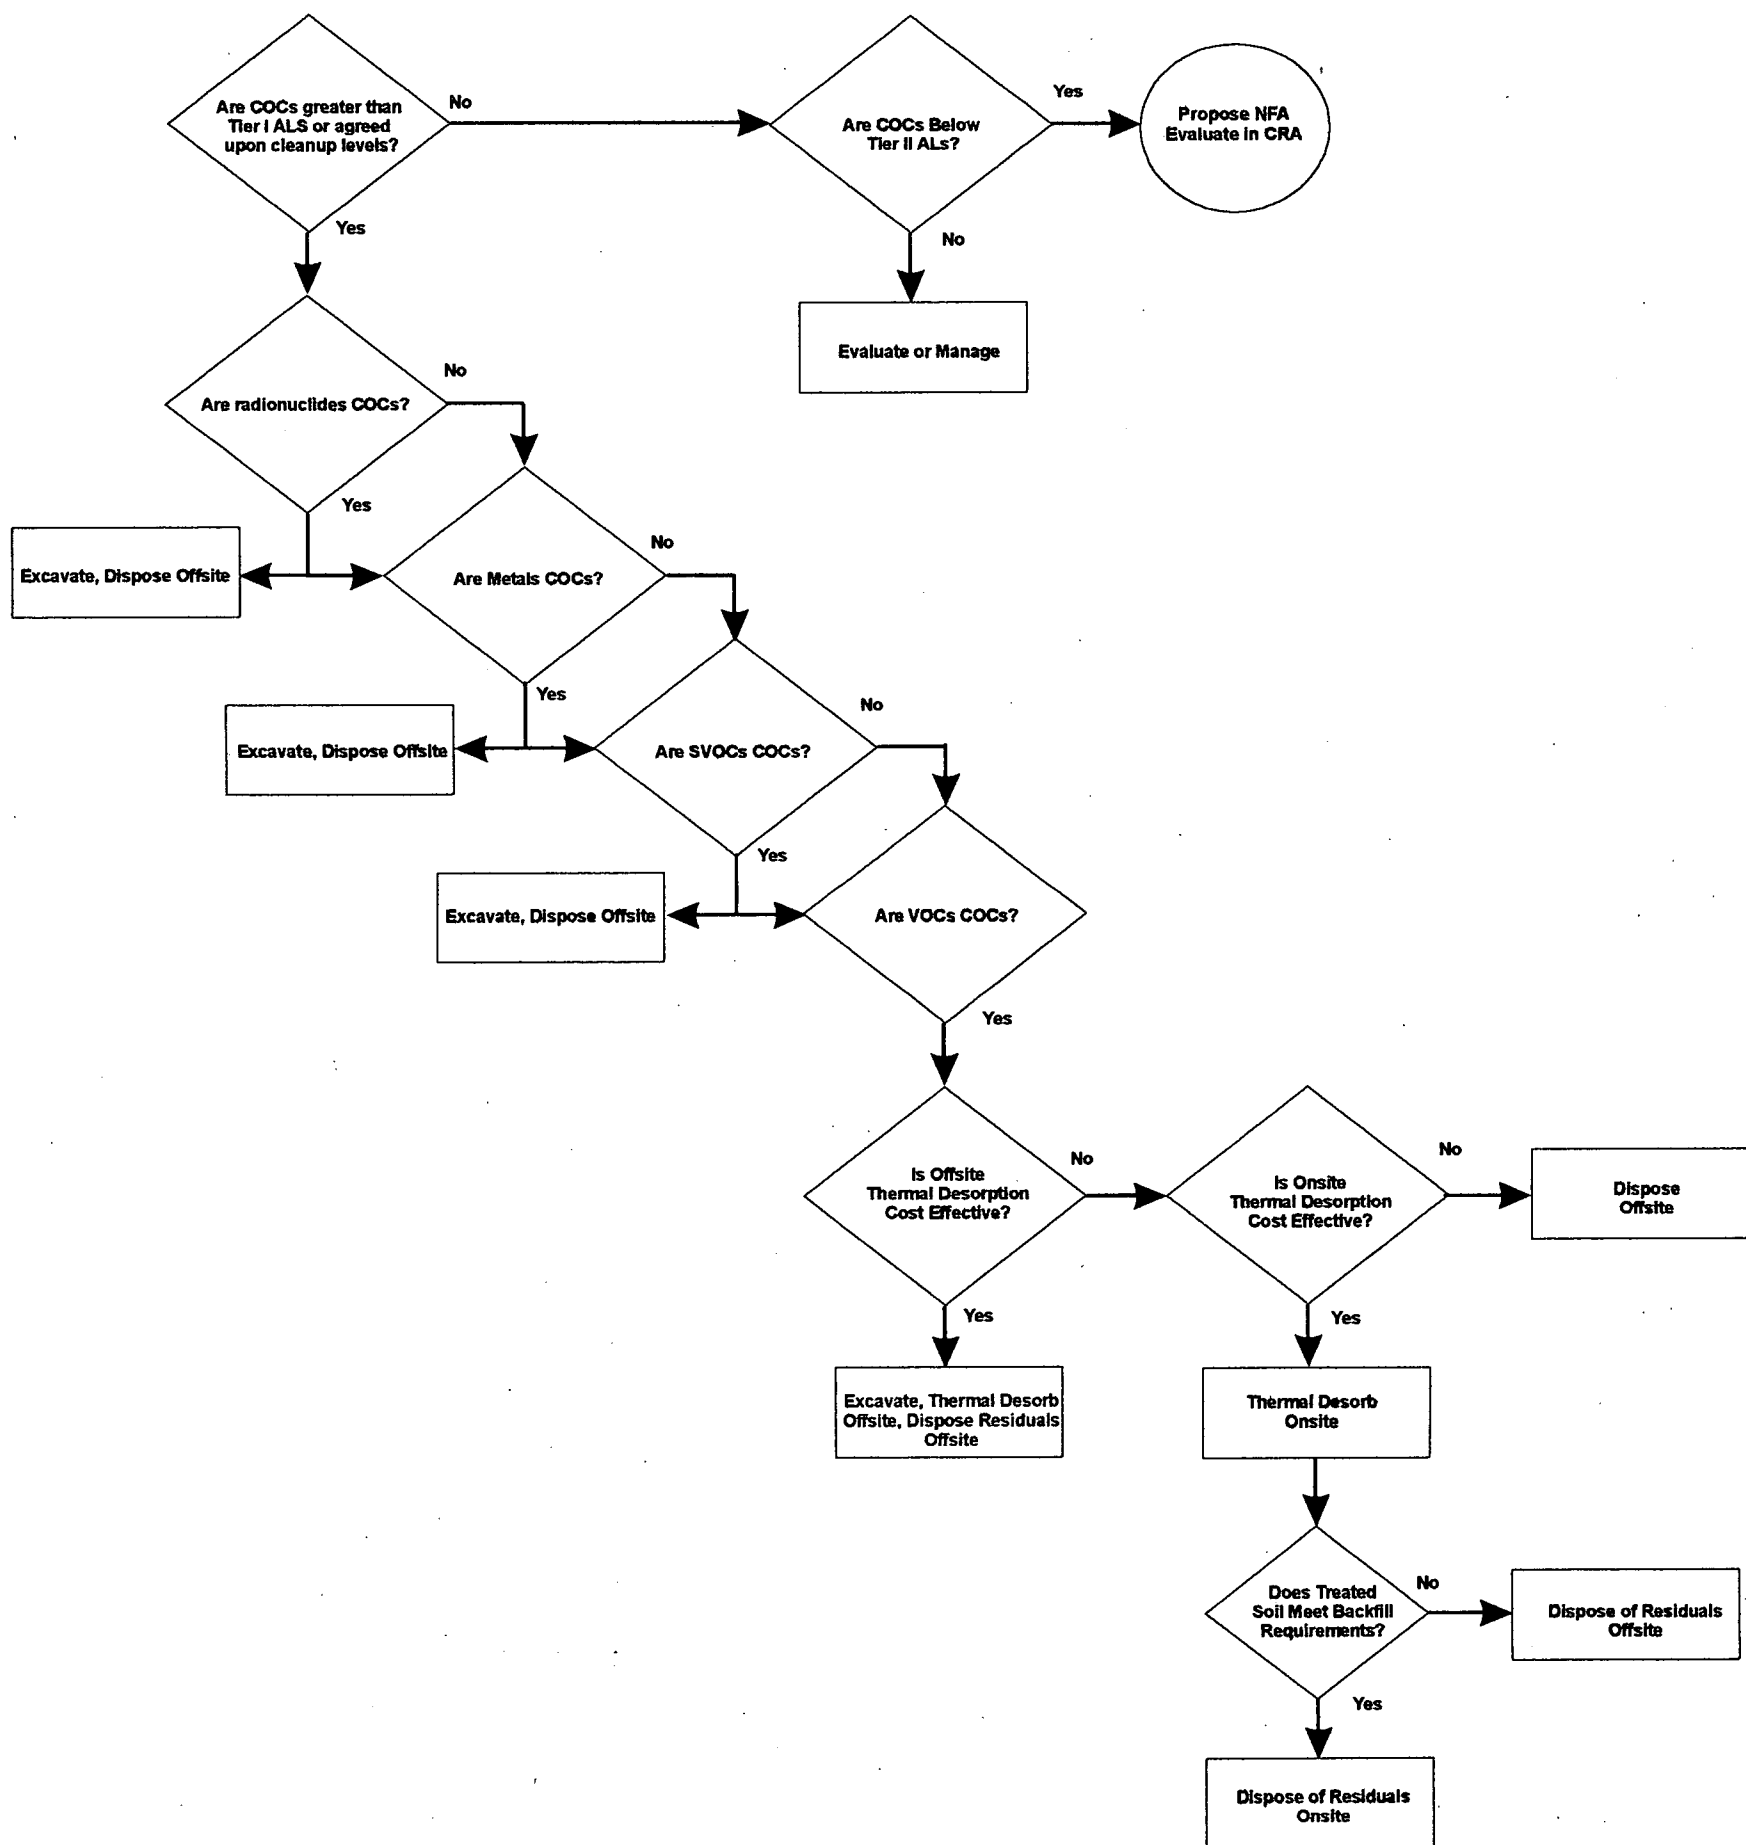 Are COCs greater than
Tier I ALS or agreed
upon cleanup levels?
No
Are COCs Below
Tier II ALs?
Yes
Propose NFA
Evaluate in CRA
Yes
No
Evaluate or Manage
Are radionuclides COCs?
No
Yes
Excavate, Dispose Offsite
Are Metals COCs?
No
Yes
Excavate, Dispose Offsite
Are SVOCs COCs?
No
Yes
Excavate, Dispose Offsite
Are VOCs COCs?
Yes
Is Offsite
Thermal Desorption
Cost Effective?
No
Is Onsite
Thermal Desorption
Cost Effective?
No
Dispose
Offsite
Yes
Yes
Excavate, Thermal Desorb
Offsite, Dispose Residuals
Offsite
Thermal Desorb
Onsite
Does Treated
Soil Meet Backfill
Requirements?
No
Dispose of Residuals
Offsite
Yes
Dispose of Residuals
Onsite